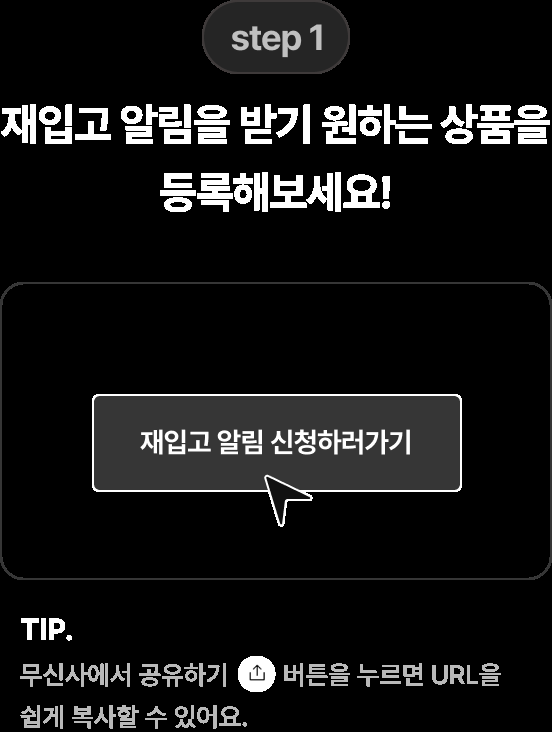 step 1
재입고 알림을 받기 원하는 상품을
등록해보세요!
재입고 알림 신청하러가기
TIP.
무신사에서 공유하기 버튼을 누르면 URL을
쉽게 복사할 수 있어요.